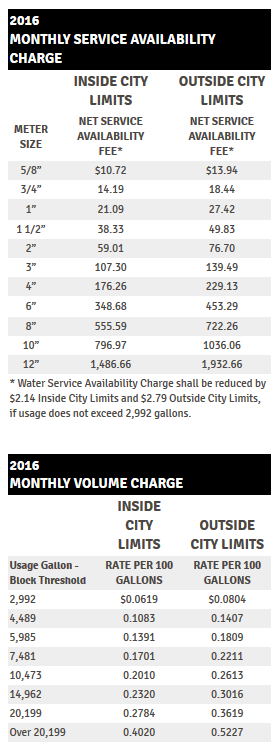 2016
MONTHLY SERVICE AVAILABILITY
CHARGE
INSIDE CITY OUTSIDE CITY
LIMITS LIMITS
METER SIZE NET SERVICE AVAILABILITY FEE* NET SERVICE AVAILABILITY FEE*
5/8” $10.72 $13.94
3/4” 14.19 18.44
1” 21.09 27.42
1 1/2” 38.33 49.83
2” 59.01 76.70
3” 107.30 139.49
4” 176.26 229.13
6” 348.68 453.29
8” 555.59 722.26
10” 796.97 1036.06
12” 1,486.66 1,932.66
* Water Service Availability Charge shall be reduced by
$2.14 Inside City Limits and $2.79 Outside City Limits,
if usage does not exceed 2,992 gallons.
2016
MONTHLY VOLUME CHARGE
INSIDE
CITY OUTSIDE
LIMITS CITY LIMITS
Usage Gallon - RATE PER 100 RATE PER 100
Block Threshold GALLONS GALLONS
2,992 $0.0619 $0.0804
4,489 0.1083 0.1407
5,985 0.1391 0.1809
7,481 0.1701 0.2211
10,473 0.2010 0.2613
14,962 0.2320 0.3016
20,199 0.2784 0.3619
Over 20,199 0.4020 0.5227